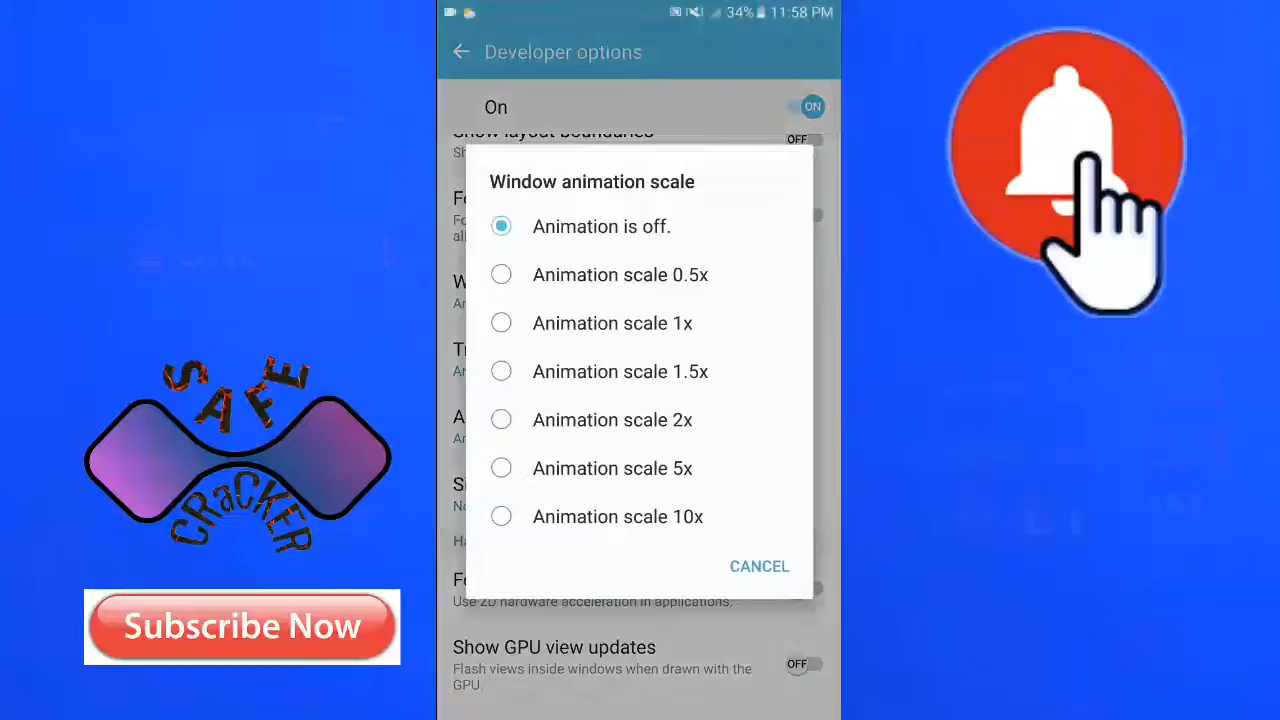 34% 11:58 PM
Developer options
On
ON
Show layout boundaries
OFF
Window animation scale
Animation is off.
Animation scale 0.5x
Animation scale 1x
Animation scale 1.5x
Animation scale 2x
Animation scale 5x
Animation scale 10x
CANCEL
Use 2D hardware acceleration in applications.
Show GPU view updates
OFF
Flash views inside windows when drawn with the
GPU.
SAFE
CRaCKER
Subscribe Now